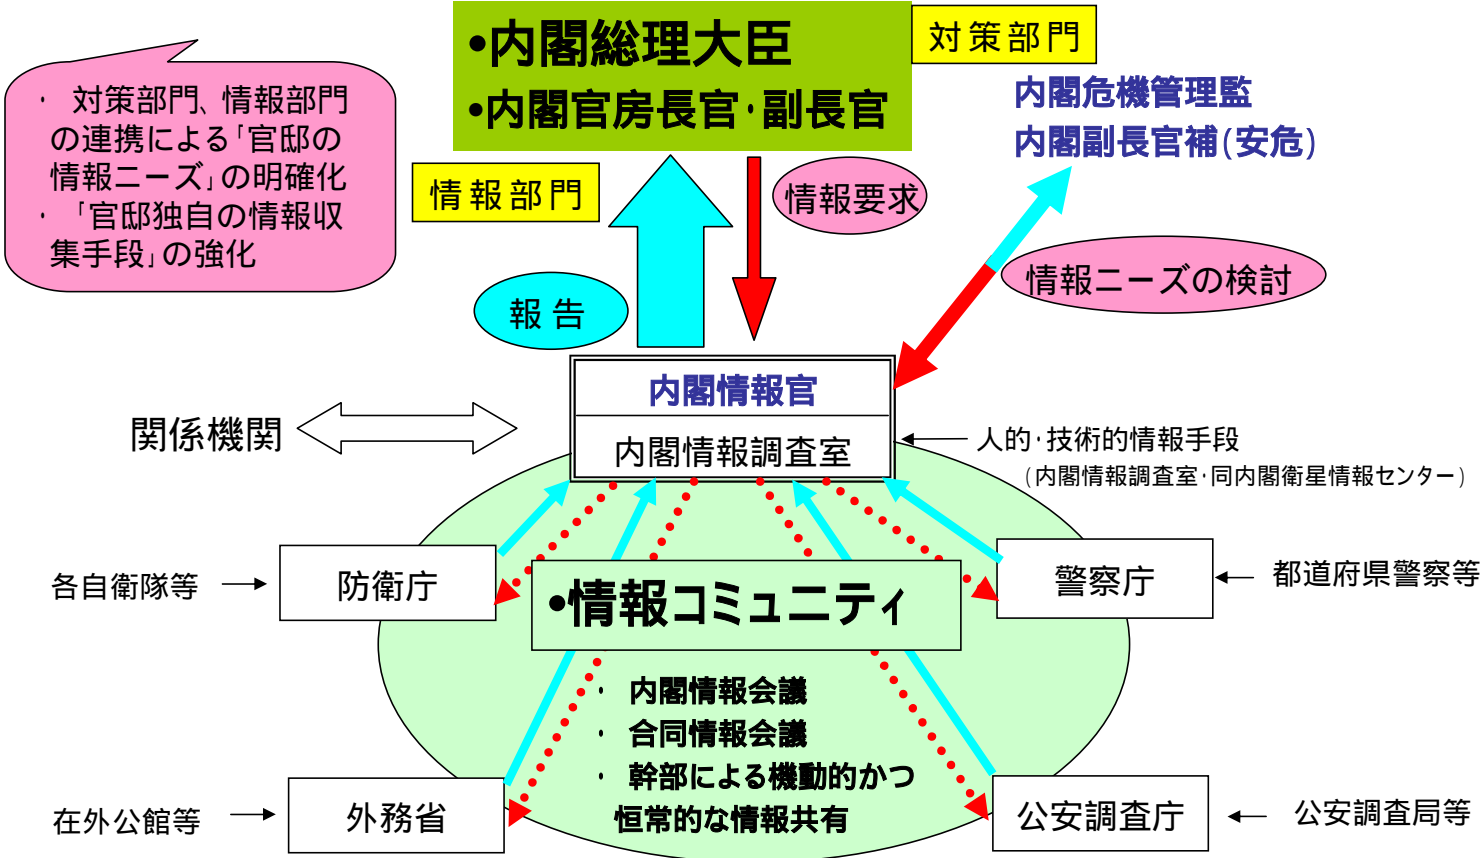 •内閣総理大臣
•内閣官房長官・副長官
対策部門
内閣危機管理監
内閣副長官補(安危)
・ 対策部門、情報部門
の連携による「官邸の
情報ニーズ」の明確化
・ 「官邸独自の情報収
集手段」の強化
情報部門
情報要求
報告
情報ニーズの検討
内閣情報官
内閣情報調査室
関係機関
人的・技術的情報手段
(内閣情報調査室・同内閣衛星情報センター)
各自衛隊等
防衛庁
警察庁
都道府県警察等
•情報コミュニティ
・ 内閣情報会議
・ 合同情報会議
・ 幹部による機動的かつ
恒常的な情報共有
在外公館等
外務省
公安調査庁
公安調査局等